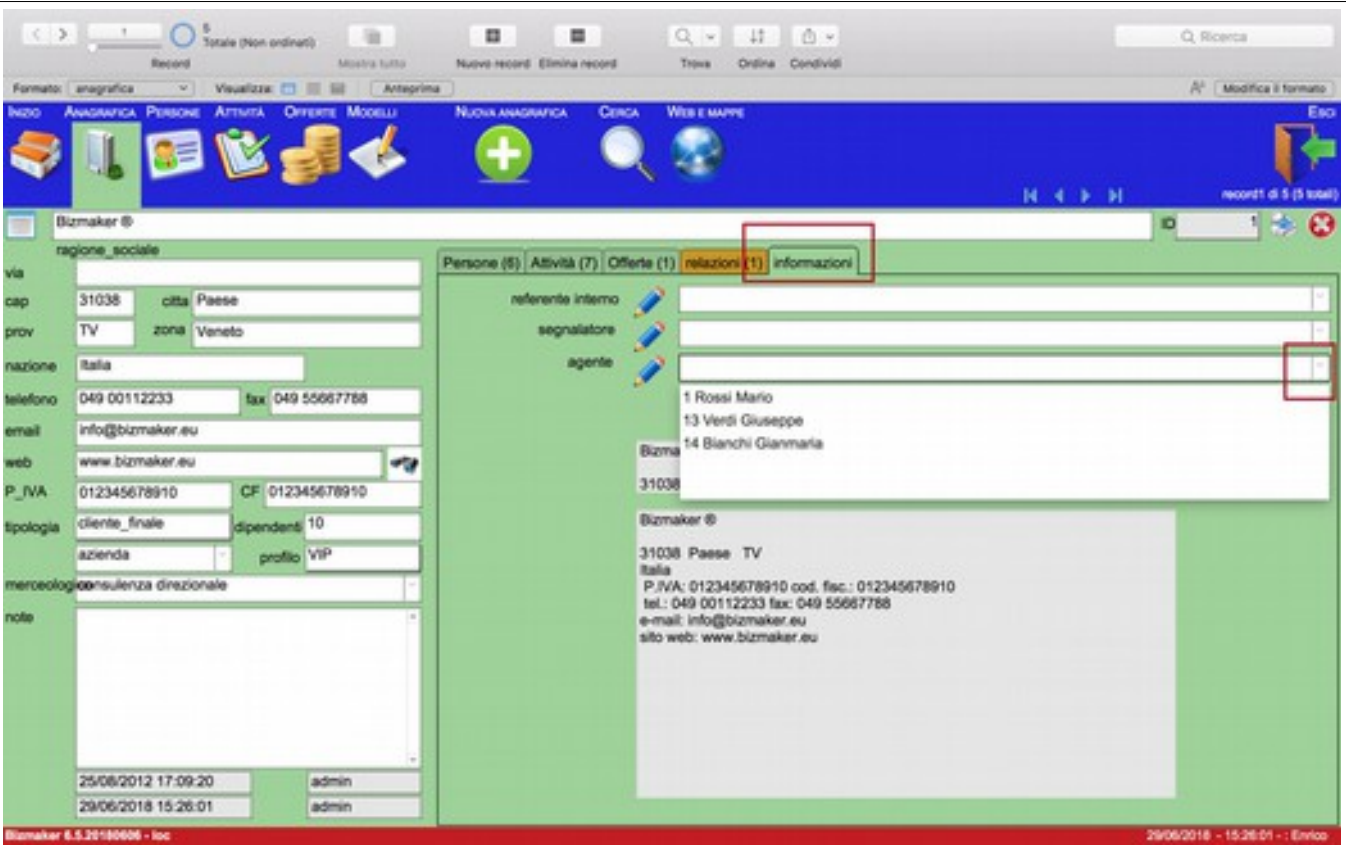 1
5
Totale (Non ordinati)
Record
Mostra tutto
Nuovo record Elimina record
Trova Ordina Condividi
Ricerca
Formato: anagrafica Visualizza: Anteprima
Modifica il formato
INIZIO ANAGRAFICA PERSONE ATTIVITÀ OFFERTE MODELLI NUOVA ANAGRAFICA CERCA WEB E MAPPE ESCI
record1 di 5 (5 totali)
Bizmaker ®
ID 1
ragione_sociale
Persone (6) Attività (7) Offerte (1) relazioni (1) informazioni
via
cap 31038 citta Paese
prov TV zona Veneto
nazione Italia
telefono 049 00112233 fax 049 55667788
email info@bizmaker.eu
web www.bizmaker.eu
P_IVA 012345678910 CF 012345678910
tipologia cliente_finale dipendenti 10
azienda profilo VIP
merceologico consulenza direzionale
note
25/08/2012 17:09:20 admin
29/06/2018 15:26:01 admin
referente interno
segnalatore
agente
1 Rossi Mario
13 Verdi Giuseppe
14 Bianchi Gianmaria
Bizma
31038
Bizmaker ®
31038 Paese TV
Italia
P.IVA: 012345678910 cod. fisc.: 012345678910
tel.: 049 00112233 fax: 049 55667788
e-mail: info@bizmaker.eu
sito web: www.bizmaker.eu
Bizmaker 6.5.20180606 - loc
29/06/2018 - 15:26:01 - : Enrico